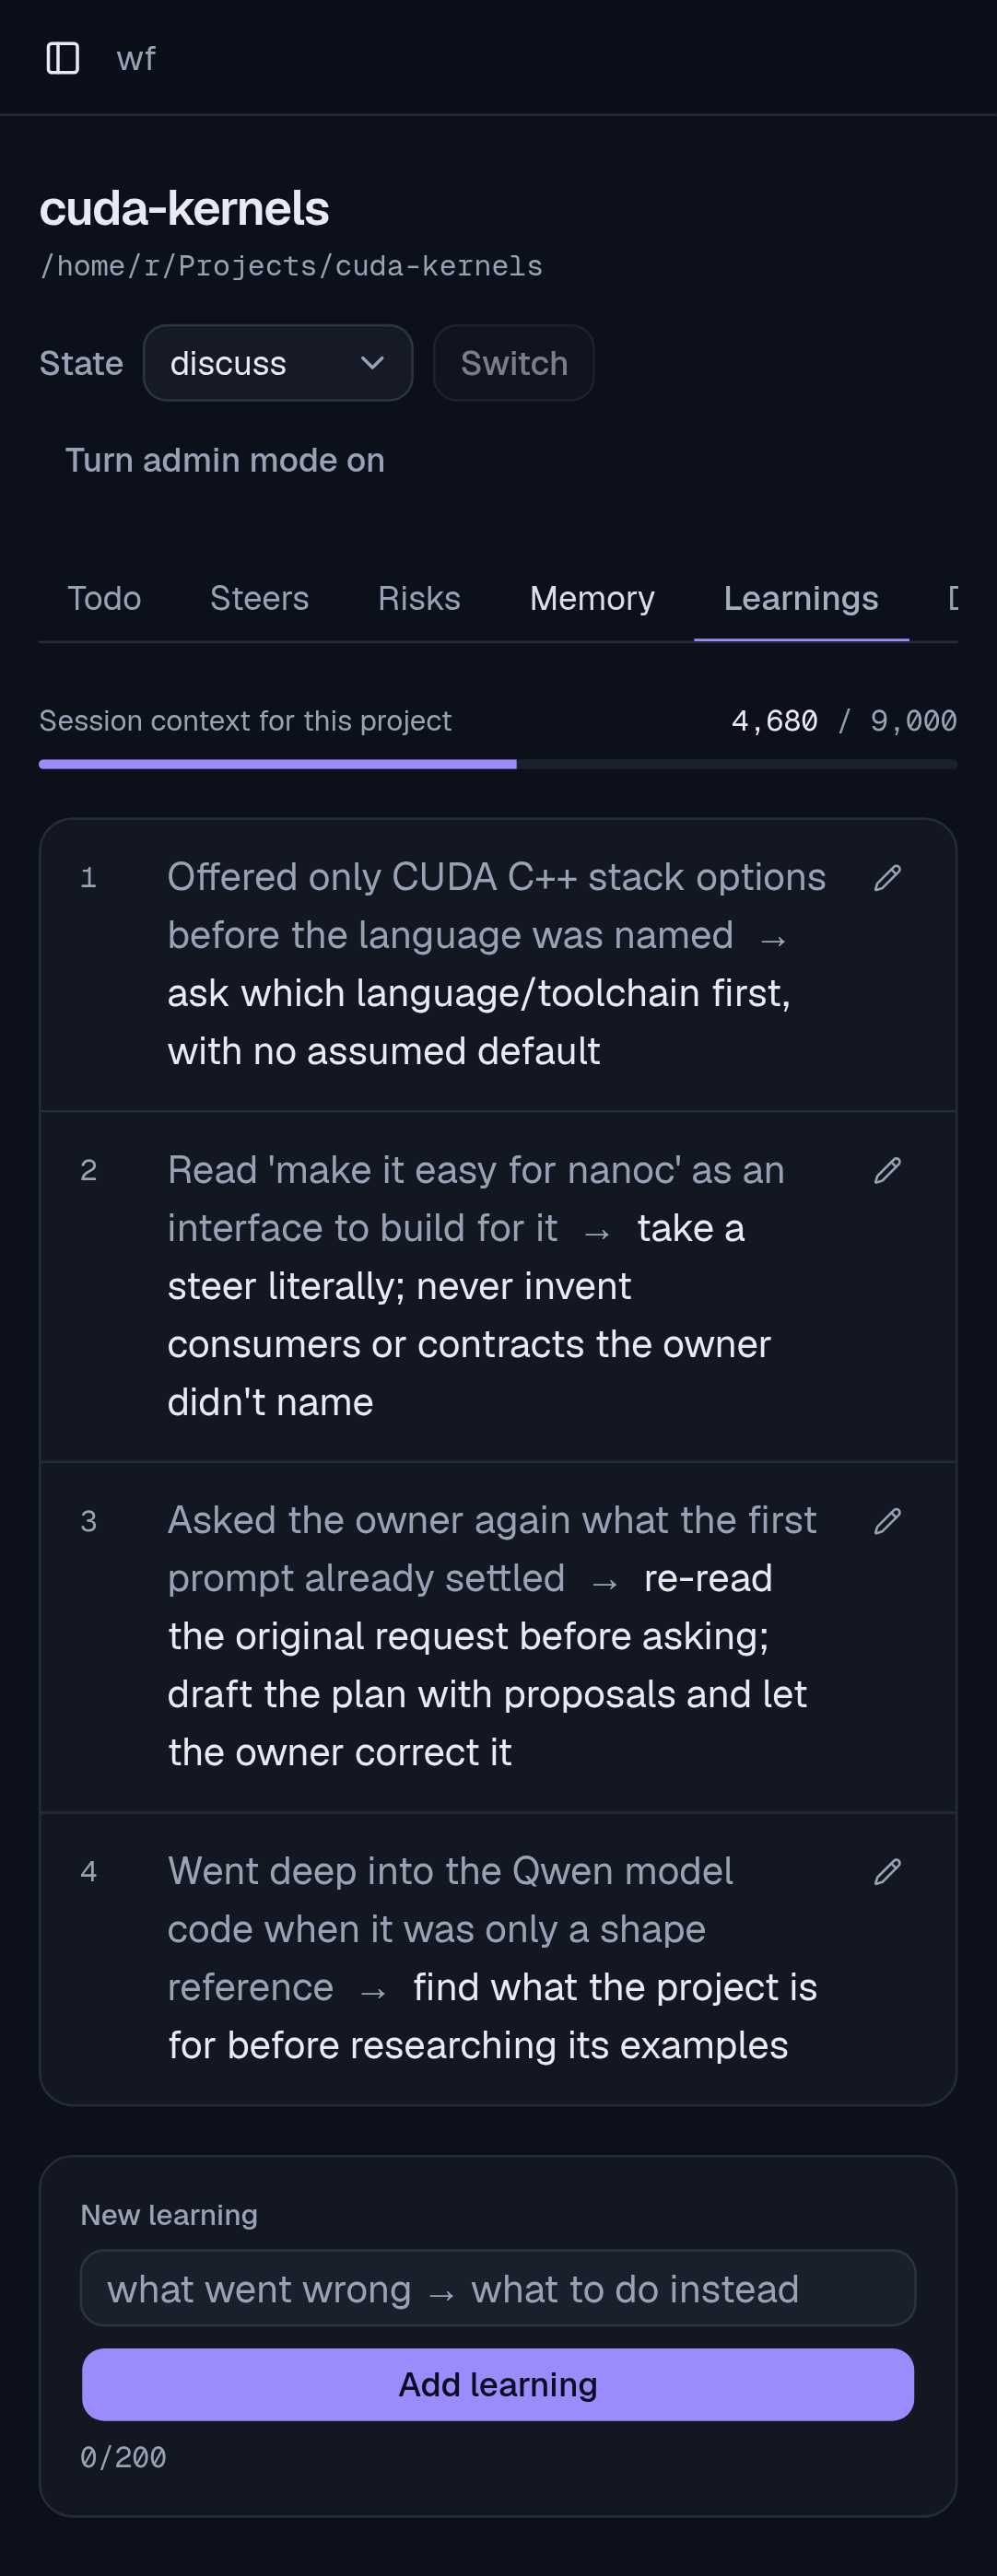 wf
cuda-kernels
/home/r/Projects/cuda-kernels
State discuss Switch
Turn admin mode on
Todo Steers Risks Memory Learnings
Session context for this project 4,680 / 9,000
1 Offered only CUDA C++ stack options
before the language was named →
ask which language/toolchain first,
with no assumed default
2 Read 'make it easy for nanoc' as an
interface to build for it → take a
steer literally; never invent
consumers or contracts the owner
didn't name
3 Asked the owner again what the first
prompt already settled → re-read
the original request before asking;
draft the plan with proposals and let
the owner correct it
4 Went deep into the Qwen model
code when it was only a shape
reference → find what the project is
for before researching its examples
New learning
what went wrong → what to do instead
Add learning
0/200